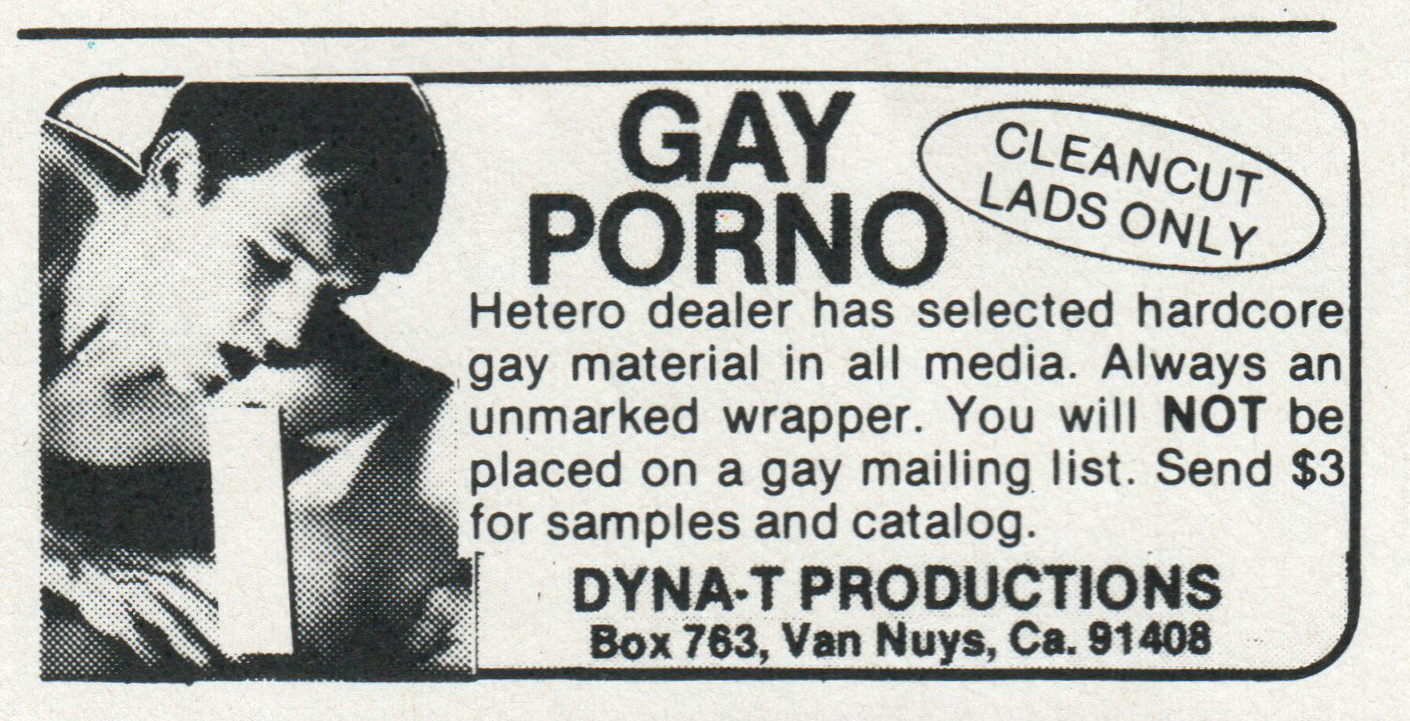 GAY
PORNO
CLEANCUT
LADS ONLY
Hetero dealer has selected hardcore
gay material in all media. Always an
unmarked wrapper. You will NOT be
placed on a gay mailing list. Send $3
for samples and catalog.
DYNA-T PRODUCTIONS
Box 763, Van Nuys, Ca. 91408